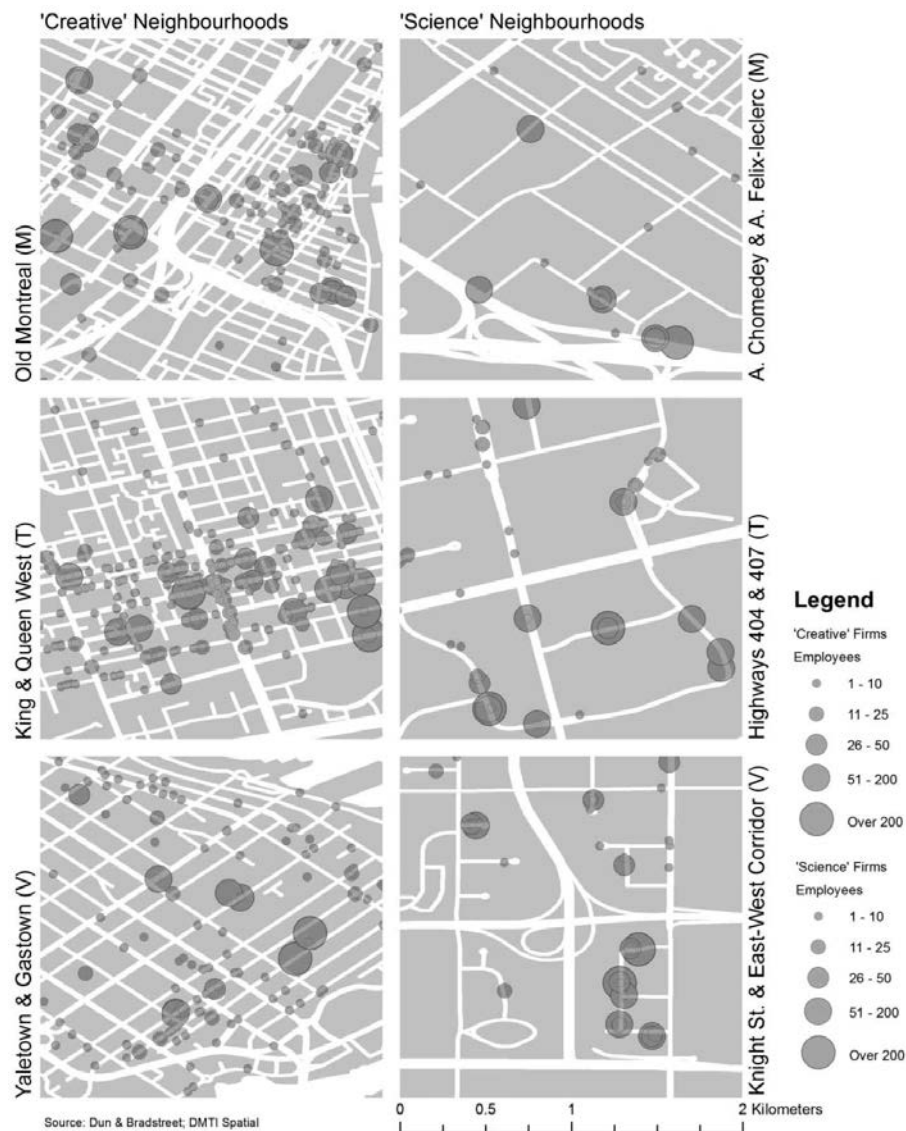 'Creative' Neighbourhoods
'Science' Neighbourhoods
Old Montreal (M)
A. Chomedey & A. Felix-leclerc (M)
King & Queen West (T)
Highways 404 & 407 (T)
Yaletown & Gastown (V)
Knight St. & East-West Corridor (V)
Legend
'Creative' Firms
Employees
1 - 10
11 - 25
26 - 50
51 - 200
Over 200
'Science' Firms
Employees
1 - 10
11 - 25
26 - 50
51 - 200
Over 200
Source: Dun & Bradstreet; DMTI Spatial
0 0.5 1 2 Kilometers